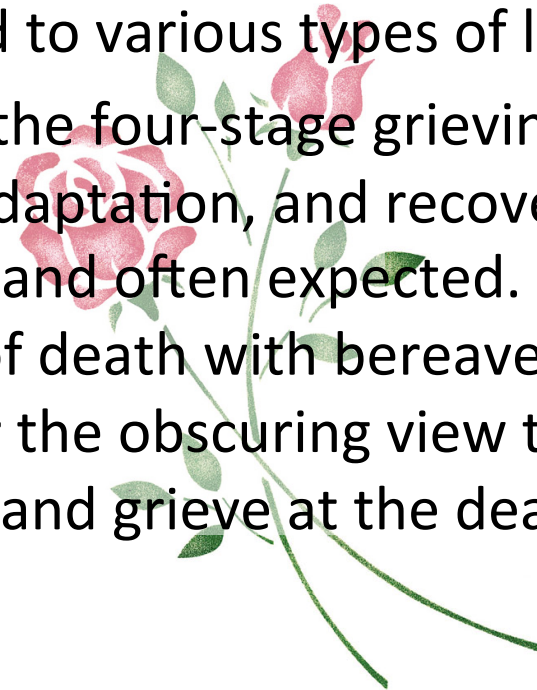 d to various types of l
the four-stage grievin
daptation, and recove
and often expected.
of death with bereave
r the obscuring view t
and grieve at the dea